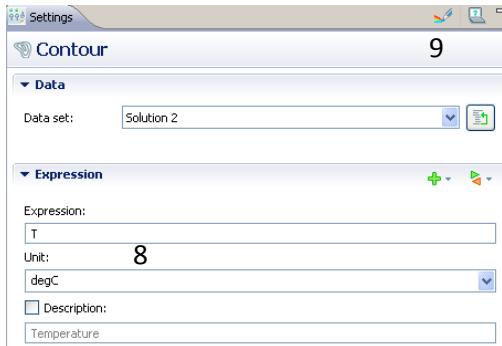 Settings
Contour
9
Data
Data set:
Solution 2
Expression
Expression:
T
Unit:
8
degC
Description:
Temperature